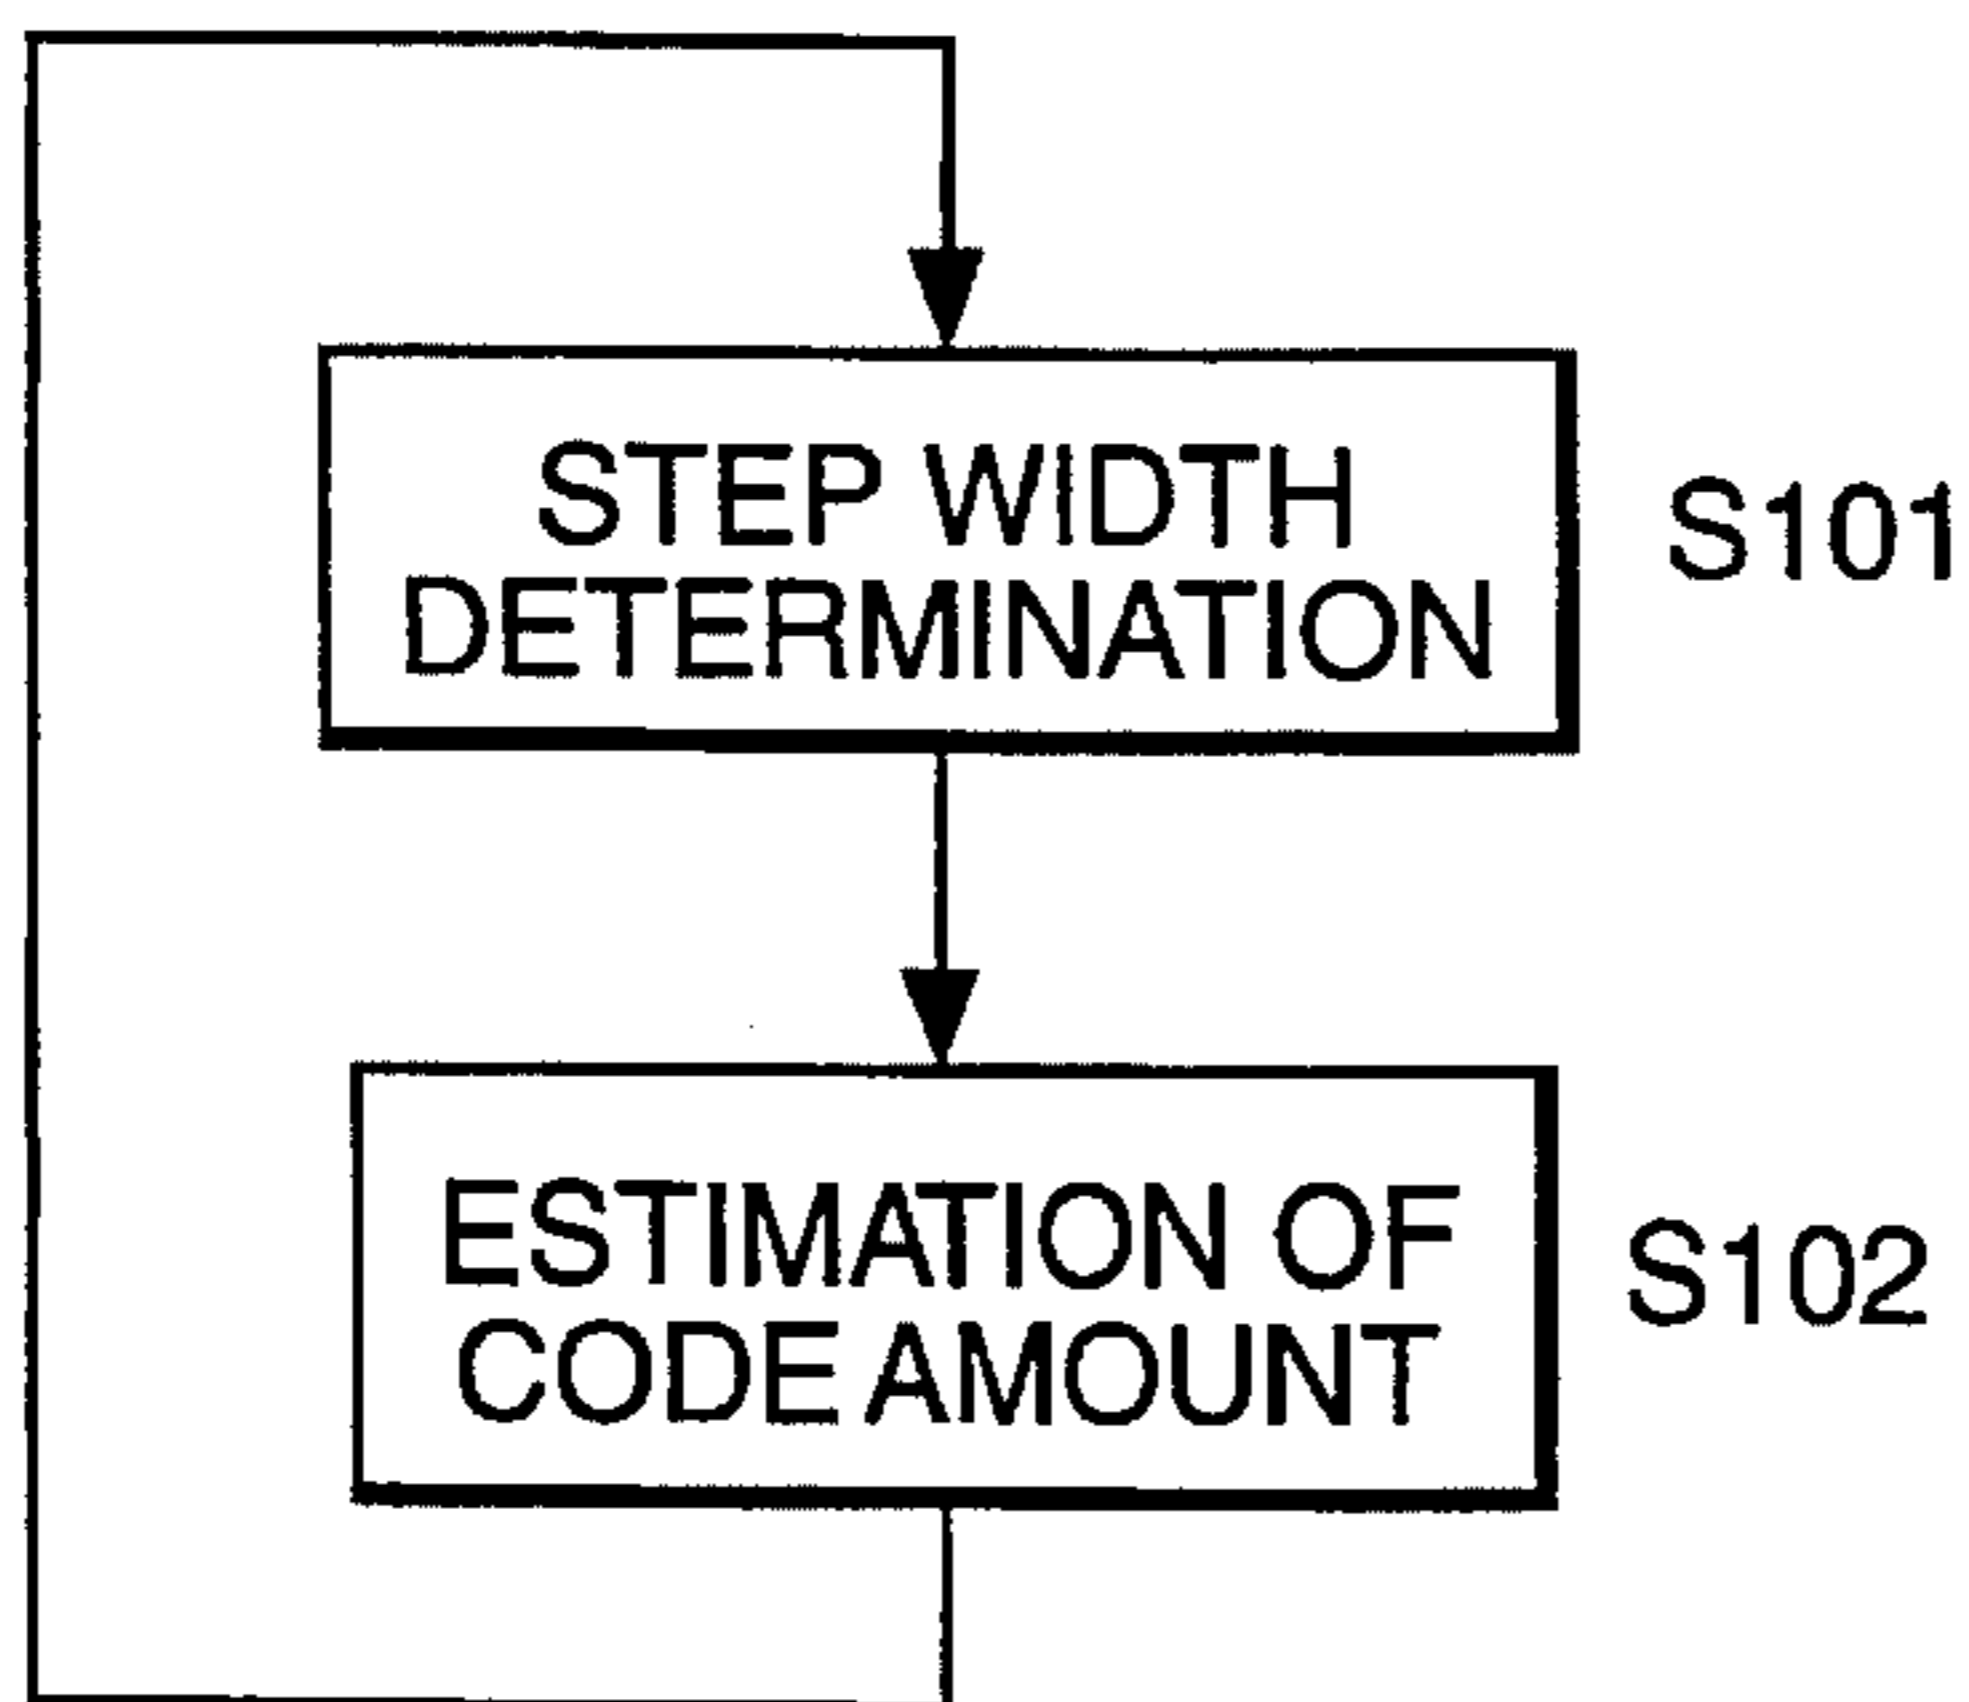 STEP WIDTH
DETERMINATION
S101
ESTIMATION OF
CODE AMOUNT
S102